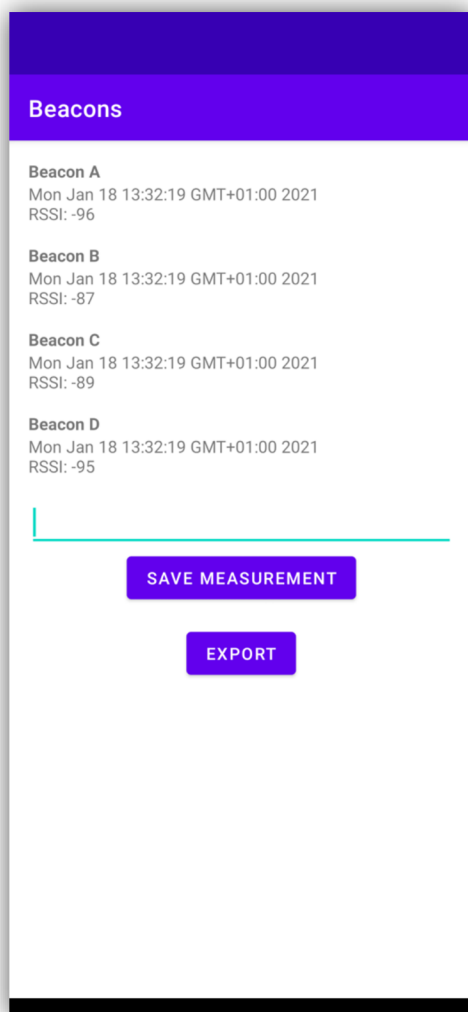 Beacons
Beacon A
Mon Jan 18 13:32:19 GMT+01:00 2021
RSSI: -96
Beacon B
Mon Jan 18 13:32:19 GMT+01:00 2021
RSSI: -87
Beacon C
Mon Jan 18 13:32:19 GMT+01:00 2021
RSSI: -89
Beacon D
Mon Jan 18 13:32:19 GMT+01:00 2021
RSSI: -95
SAVE MEASUREMENT
EXPORT